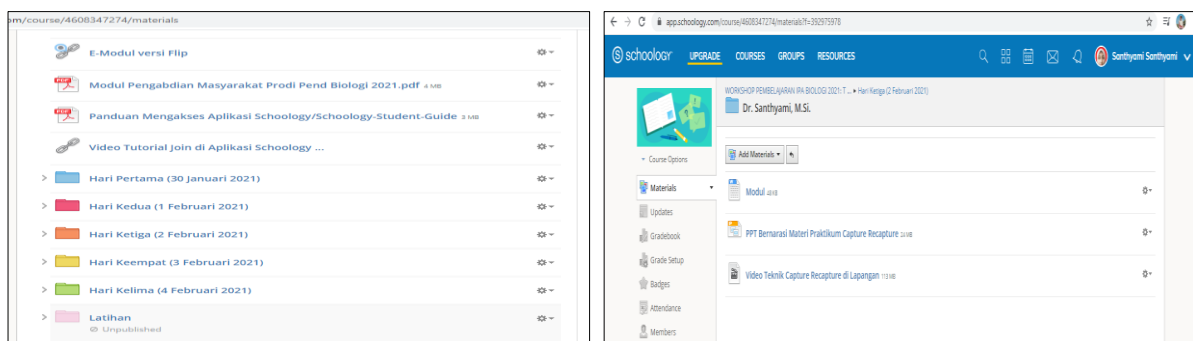 om/course/4608347274/materials
E-Modul versi Flip
Modul Pengabdian Masyarakat Prodi Pend Biologi 2021.pdf 4 MB
Panduan Mengakses Aplikasi Schoology/Schoology-Student-Guide 3 MB
Video Tutorial Join di Aplikasi Schoology ...
Hari Pertama (30 Januari 2021)
Hari Kedua (1 Februari 2021)
Hari Ketiga (2 Februari 2021)
Hari Keempat (3 Februari 2021)
Hari Kelima (4 Februari 2021)
Latihan
Unpublished
app.schoology.com/course/4608347274/materials?f=392975978
S schoology UPGRADE COURSES GROUPS RESOURCES Santhyami Santhyami
WORKSHOP PEMBELAJARAN IPA BIOLOGI 2021: T ... Hari Ketiga (2 Februari 2021)
Dr. Santhyami, M.Si.
Course Options
Add Materials
Materials
Updates
Gradebook
Grade Setup
Badges
Attendance
Members
Modul
PPT Bernarasi Materi Praktikum Capture Recapture
Video Teknik Capture Recapture di Lapangan 113 MB